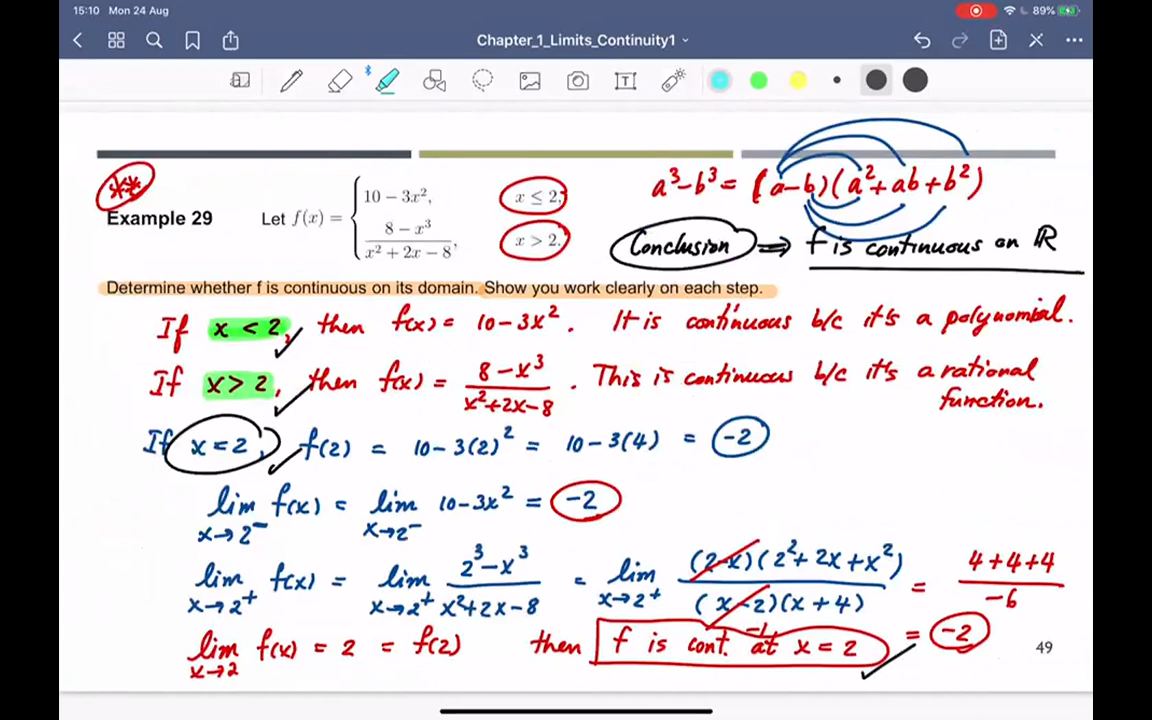 15:10 Mon 24 Aug
89%
Chapter_1_Limits_Continuity1
**
Example 29 Let f(x) = { 10 − 3x², x ≤ 2,
(8 − x³)/(x² + 2x − 8), x > 2.
a³−b³ = (a−b)(a²+ab+b²)
Conclusion ⟹ f is continuous on ℝ
Determine whether f is continuous on its domain. Show you work clearly on each step.
If x < 2, then f(x) = 10−3x². It is continuous b/c it's a polynomial.
If x > 2, then f(x) = (8−x³)/(x²+2x−8). This is continuous b/c it's a rational
function.
If x=2, f(2) = 10−3(2)² = 10−3(4) = −2
lim x→2⁻ f(x) = lim x→2⁻ 10−3x² = −2
lim x→2⁺ f(x) = lim x→2⁺ (2³−x³)/(x²+2x−8) = lim x→2⁺ (2−x)(2²+2x+x²)/(x−2)(x+4) = (4+4+4)/−6
−1
lim x→2 f(x) = 2 = f(2) then f is cont. at x=2 = −2
49